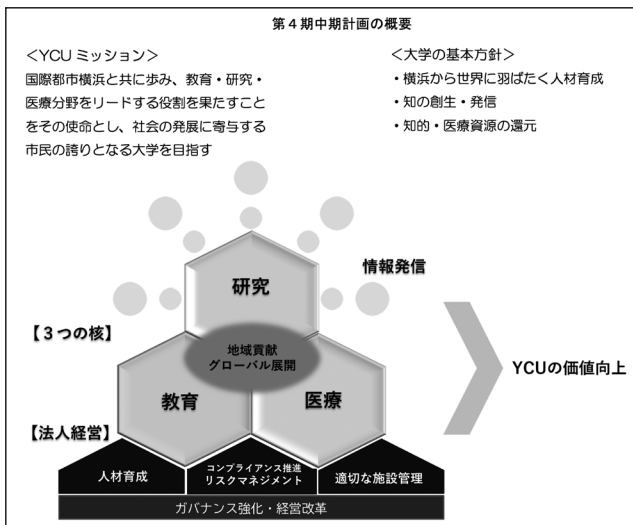 第４期中期計画の概要
＜YCU ミッション＞
国際都市横浜と共に歩み、教育・研究・
医療分野をリードする役割を果たすこと
をその使命とし、社会の発展に寄与する
市民の誇りとなる大学を目指す
＜大学の基本方針＞
・横浜から世界に羽ばたく人材育成
・知の創生・発信
・知的・医療資源の還元
研究
情報発信
【３つの核】
地域貢献
グローバル展開
教育
医療
YCUの価値向上
【法人経営】
人材育成
コンプライアンス推進
リスクマネジメント
適切な施設管理
ガバナンス強化・経営改革